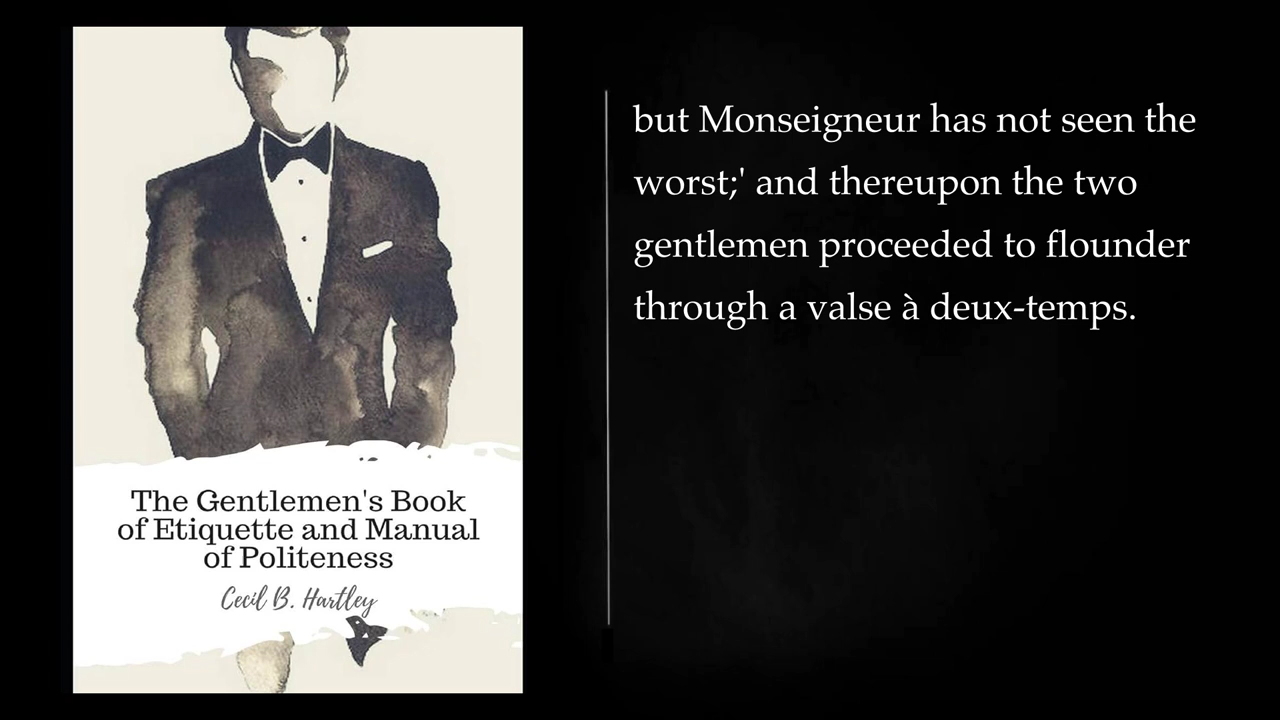 The Gentlemen's Book
of Etiquette and Manual
of Politeness
Cecil B. Hartley
but Monseigneur has not seen the
worst;' and thereupon the two
gentlemen proceeded to flounder
through a valse à deux-temps.